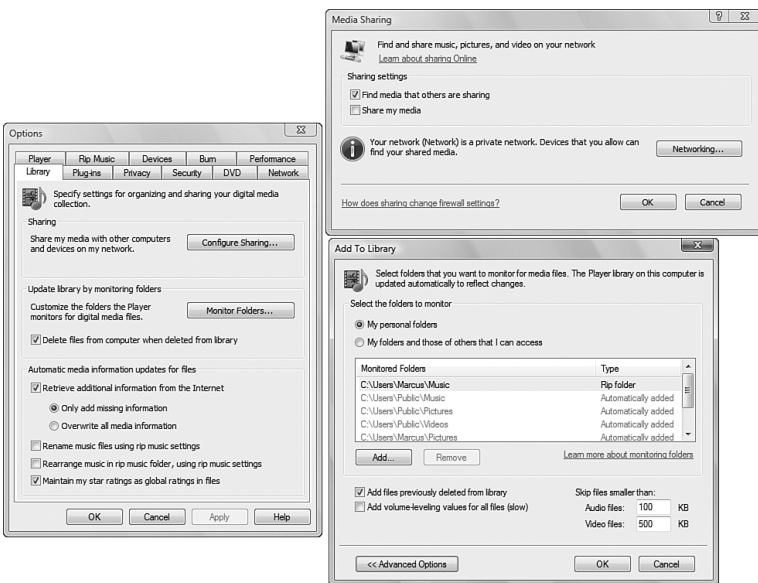 Options
Player Rip Music Devices Burn Performance
Library Plug-ins Privacy Security DVD Network
Specify settings for organizing and sharing your digital media
collection.
Sharing
Share my media with other computers
and devices on my network.
Configure Sharing...
Update library by monitoring folders
Customize the folders the Player
monitors for digital media files.
Monitor Folders...
Delete files from computer when deleted from library
Automatic media information updates for files
Retrieve additional information from the Internet
Only add missing information
Overwrite all media information
Rename music files using rip music settings
Rearrange music in rip music folder, using rip music settings
Maintain my star ratings as global ratings in files
OK Cancel Apply Help
Media Sharing
Find and share music, pictures, and video on your network
Learn about sharing Online
Sharing settings
Find media that others are sharing
Share my media
Your network (Network) is a private network. Devices that you allow can
find your shared media.
Networking...
How does sharing change firewall settings?
OK Cancel
Add To Library
Select folders that you want to monitor for media files. The Player library on this computer is
updated automatically to reflect changes.
Select the folders to monitor
My personal folders
My folders and those of others that I can access
Monitored Folders Type
C:\Users\Marcus\Music Rip folder
C:\Users\Public\Music Automatically added
C:\Users\Public\Pictures Automatically added
C:\Users\Public\Videos Automatically added
C:\Users\Marcus\Pictures Automatically added
Add... Remove Learn more about monitoring folders
Add files previously deleted from library
Add volume-leveling values for all files (slow)
Skip files smaller than:
Audio files: 100 KB
Video files: 500 KB
<< Advanced Options OK Cancel